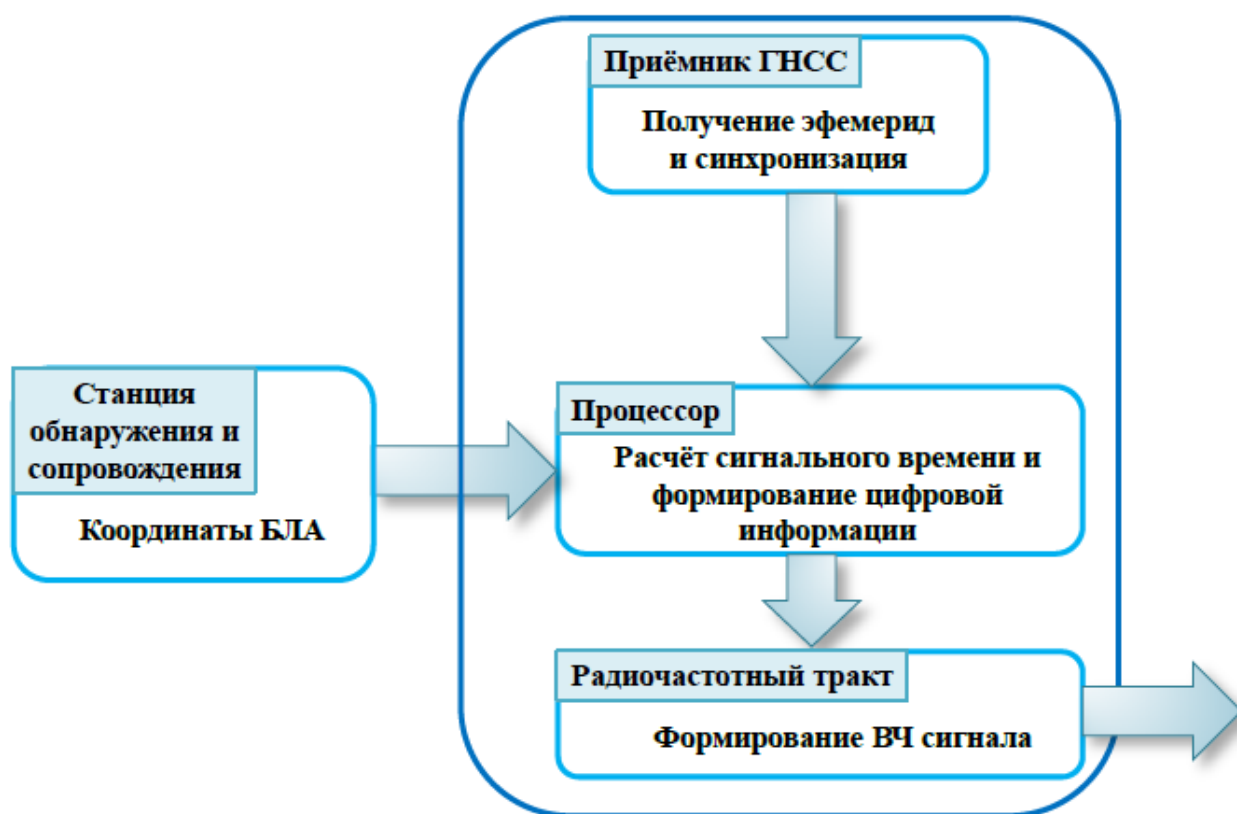 Приёмник ГНСС
Получение эфемерид
и синхронизация
Станция
обнаружения и
сопровождения
Координаты БЛА
Процессор
Расчёт сигнального времени и
формирование цифровой
информации
Радиочастотный тракт
Формирование ВЧ сигнала